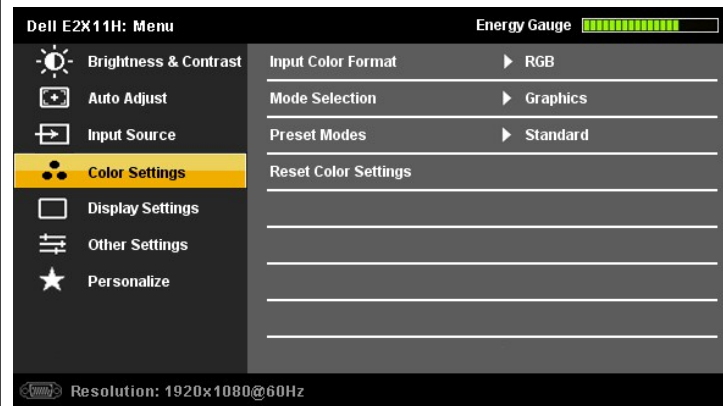 Dell E2X11H: Menu Energy Gauge
Brightness & Contrast Input Color Format RGB
Auto Adjust Mode Selection Graphics
Input Source Preset Modes Standard
Color Settings Reset Color Settings
Display Settings
Other Settings
Personalize
Resolution: 1920x1080@60Hz